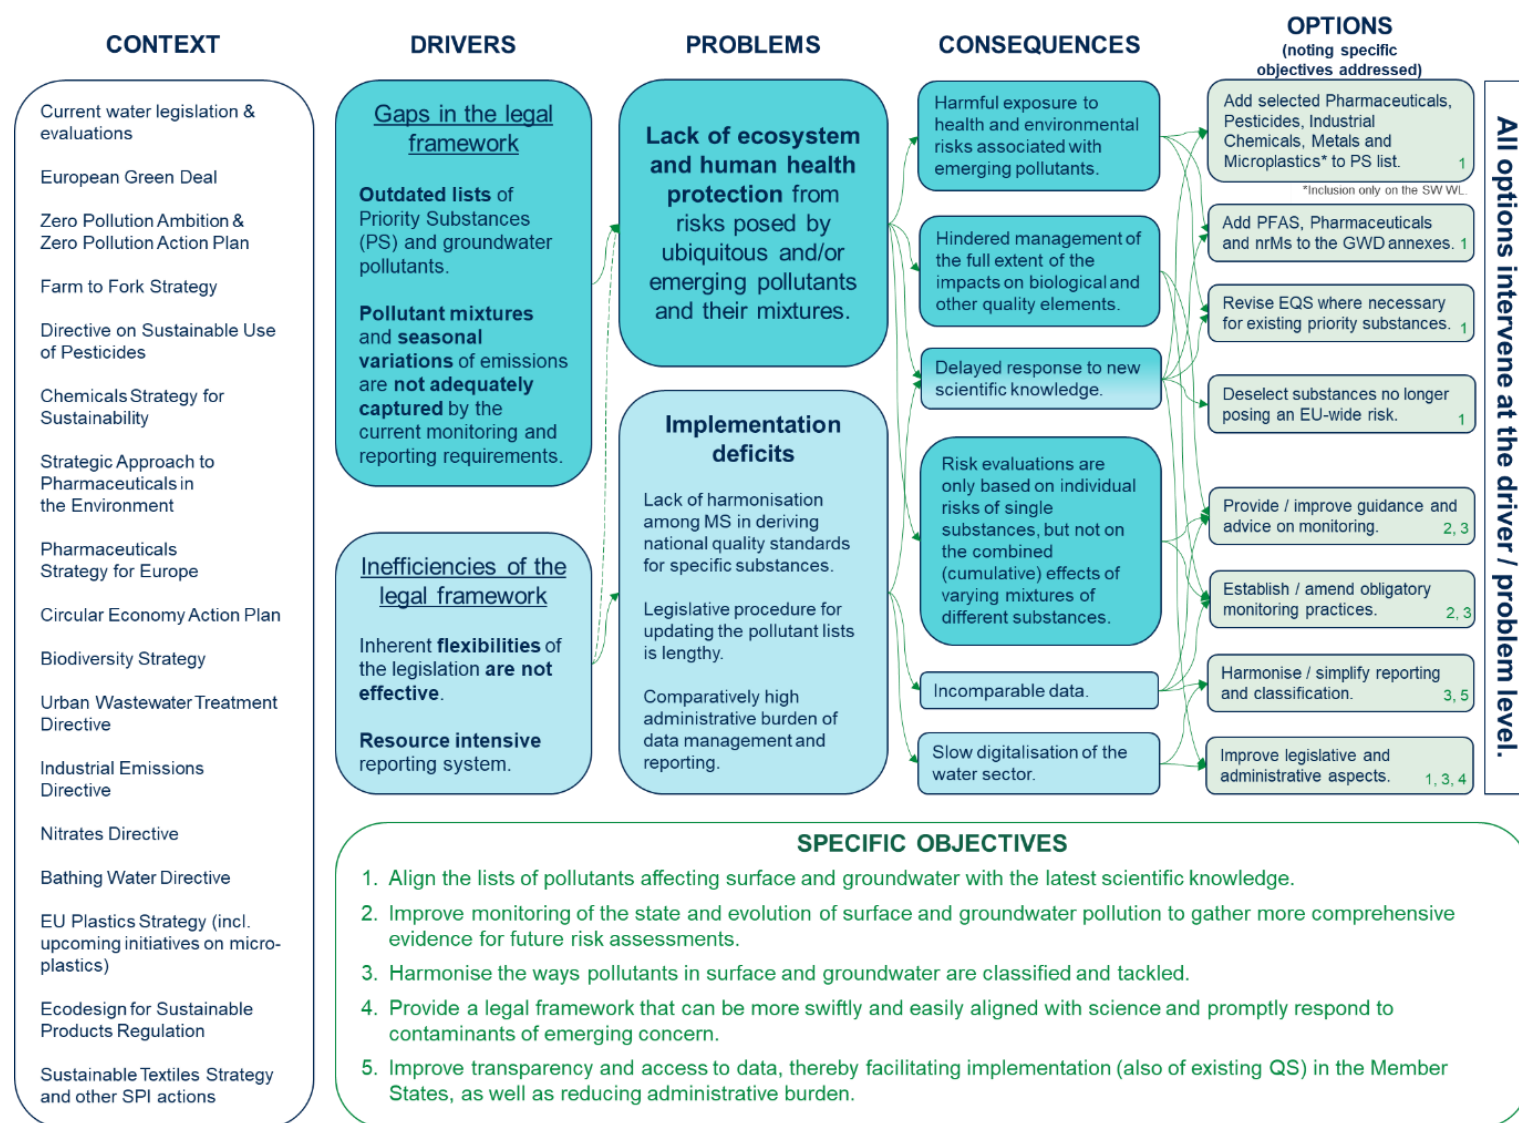 CONTEXT
Current water legislation &
evaluations
European Green Deal
Zero Pollution Ambition &
Zero Pollution Action Plan
Farm to Fork Strategy
Directive on Sustainable Use
of Pesticides
Chemicals Strategy for
Sustainability
Strategic Approach to
Pharmaceuticals in
the Environment
Pharmaceuticals
Strategy for Europe
Circular Economy Action Plan
Biodiversity Strategy
Urban Wastewater Treatment
Directive
Industrial Emissions
Directive
Nitrates Directive
Bathing Water Directive
EU Plastics Strategy (incl.
upcoming initiatives on micro-
plastics)
Ecodesign for Sustainable
Products Regulation
Sustainable Textiles Strategy
and other SPI actions
DRIVERS
Gaps in the legal
framework
Outdated lists of
Priority Substances
(PS) and groundwater
pollutants.
Pollutant mixtures
and seasonal
variations of emissions
are not adequately
captured by the
current monitoring and
reporting requirements.
Inefficiencies of the
legal framework
Inherent flexibilities of
the legislation are not
effective.
Resource intensive
reporting system.
PROBLEMS
Lack of ecosystem
and human health
protection from
risks posed by
ubiquitous and/or
emerging pollutants
and their mixtures.
Implementation
deficits
Lack of harmonisation
among MS in deriving
national quality standards
for specific substances.
Legislative procedure for
updating the pollutant lists
is lengthy.
Comparatively high
administrative burden of
data management and
reporting.
CONSEQUENCES
Harmful exposure to
health and environmental
risks associated with
emerging pollutants.
Hindered management of
the full extent of the
impacts on biological and
other quality elements.
Delayed response to new
scientific knowledge.
Risk evaluations are
only based on individual
risks of single
substances, but not on
the combined
(cumulative) effects of
varying mixtures of
different substances.
Incomparable data.
Slow digitalisation of the
water sector.
OPTIONS
(noting specific
objectives addressed)
Add selected Pharmaceuticals,
Pesticides, Industrial
Chemicals, Metals and
Microplastics* to PS list. 1
*Inclusion only on the SW WL.
Add PFAS, Pharmaceuticals
and nrMs to the GWD annexes. 1
Revise EQS where necessary
for existing priority substances. 1
Deselect substances no longer
posing an EU-wide risk. 1
Provide / improve guidance and
advice on monitoring. 2, 3
Establish / amend obligatory
monitoring practices. 2, 3
Harmonise / simplify reporting
and classification. 3, 5
Improve legislative and
administrative aspects. 1, 3, 4
All options intervene at the driver / problem level.
SPECIFIC OBJECTIVES
1. Align the lists of pollutants affecting surface and groundwater with the latest scientific knowledge.
2. Improve monitoring of the state and evolution of surface and groundwater pollution to gather more comprehensive
evidence for future risk assessments.
3. Harmonise the ways pollutants in surface and groundwater are classified and tackled.
4. Provide a legal framework that can be more swiftly and easily aligned with science and promptly respond to
contaminants of emerging concern.
5. Improve transparency and access to data, thereby facilitating implementation (also of existing QS) in the Member
States, as well as reducing administrative burden.